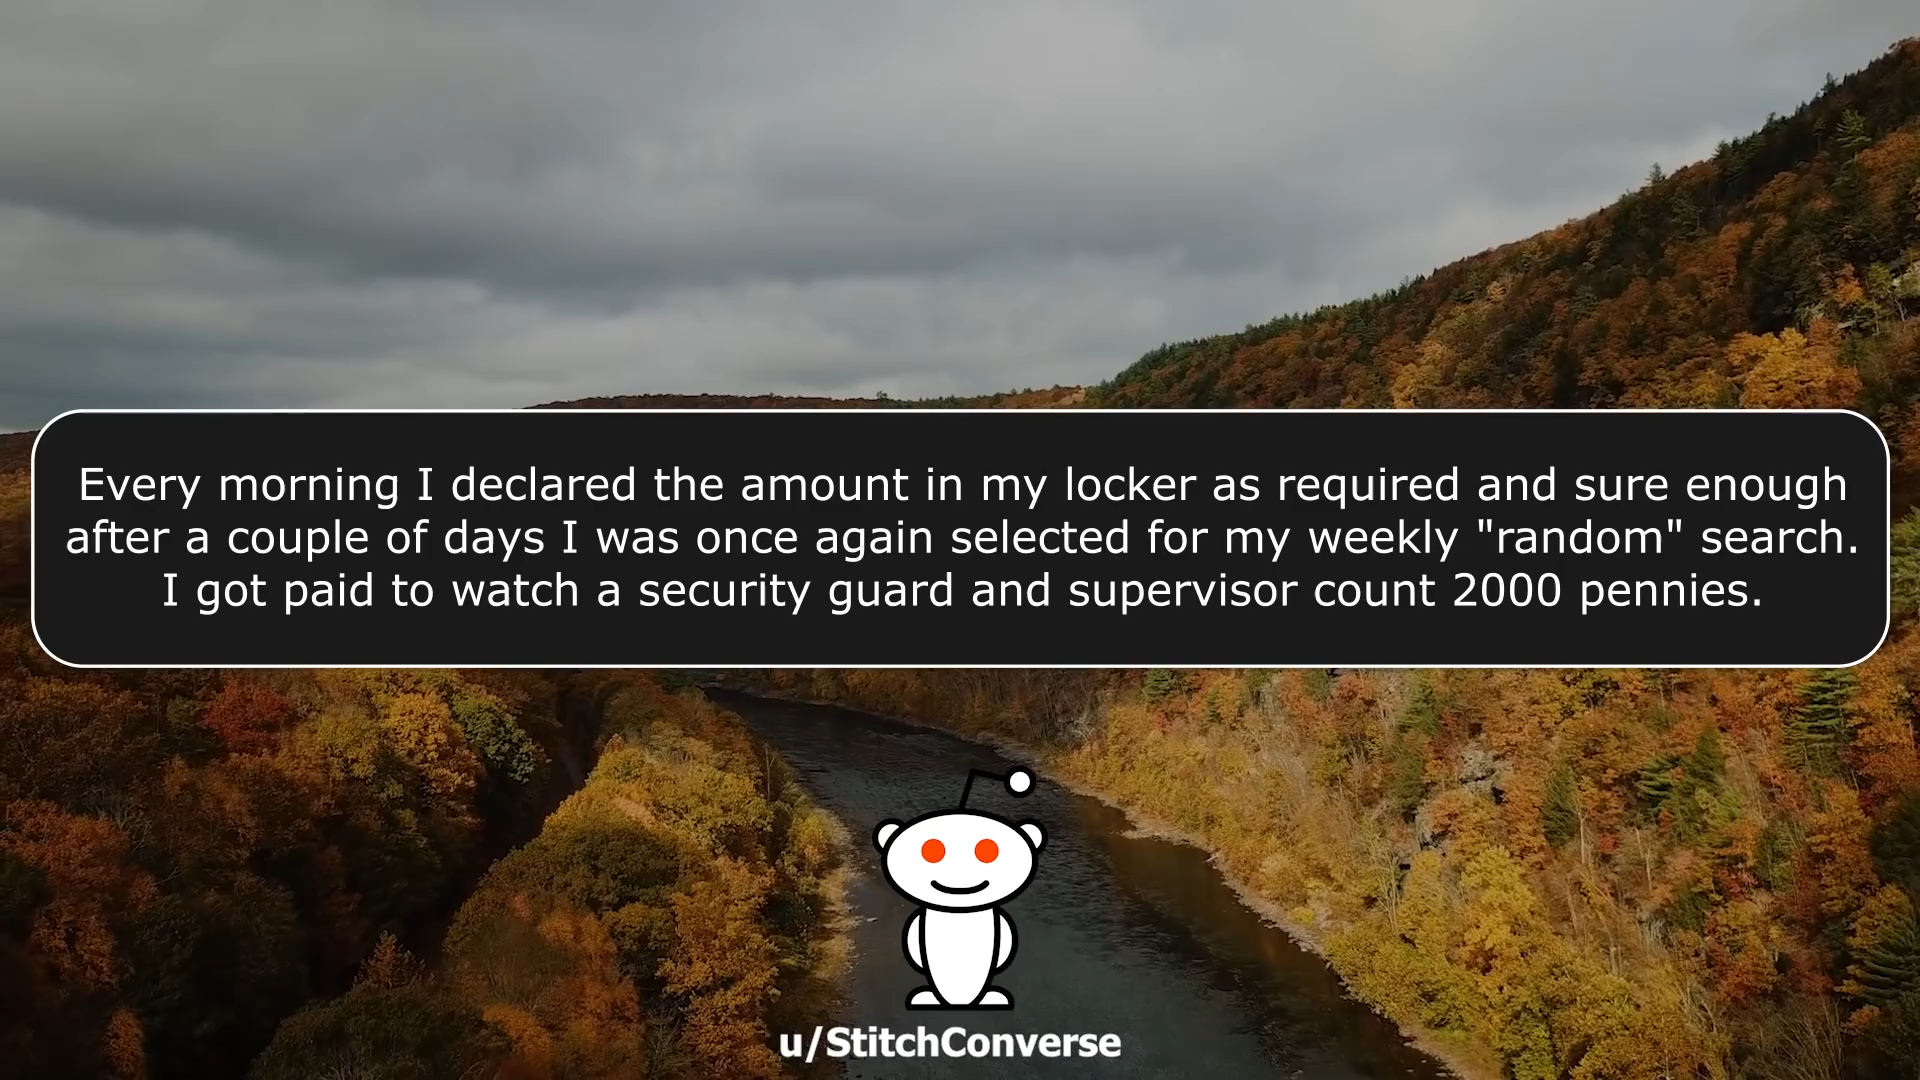 Every morning I declared the amount in my locker as required and sure enough
after a couple of days I was once again selected for my weekly "random" search.
I got paid to watch a security guard and supervisor count 2000 pennies.
u/StitchConverse